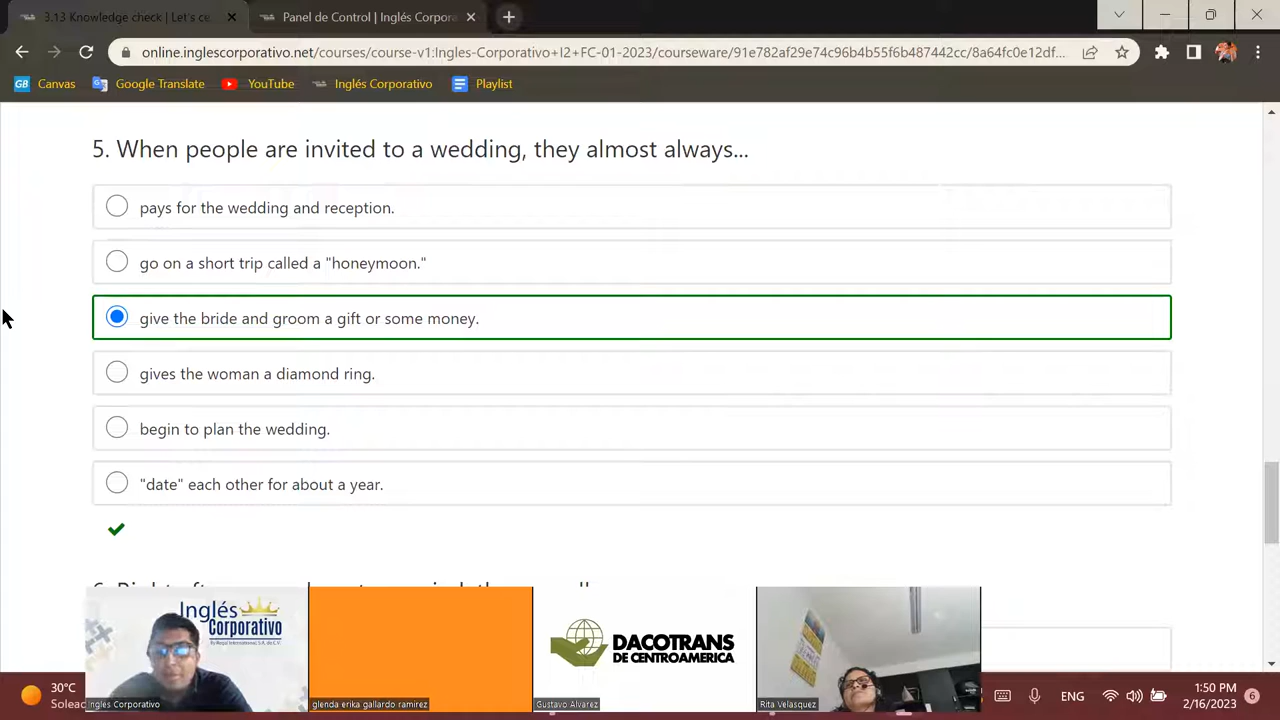 3.13 Knowledge check | Let's ce
Panel de Control | Inglés Corpora
online.inglescorporativo.net/courses/course-v1:Ingles-Corporativo+I2+FC-01-2023/courseware/91e782af29e74c96b4b55f6b487442cc/8a64fc0e12df...
GB Canvas
Google Translate
YouTube
Inglés Corporativo
Playlist
5. When people are invited to a wedding, they almost always...
pays for the wedding and reception.
go on a short trip called a "honeymoon."
give the bride and groom a gift or some money.
gives the woman a diamond ring.
begin to plan the wedding.
"date" each other for about a year.
Inglés
Corporativo
DACOTRANS
DE CENTROAMERICA
Inglés Corporativo
glenda erika gallardo ramirez
Gustavo Alvarez
Rita Velasquez
30°C
Solead
ENG
1:50 PM
2/16/2023
6